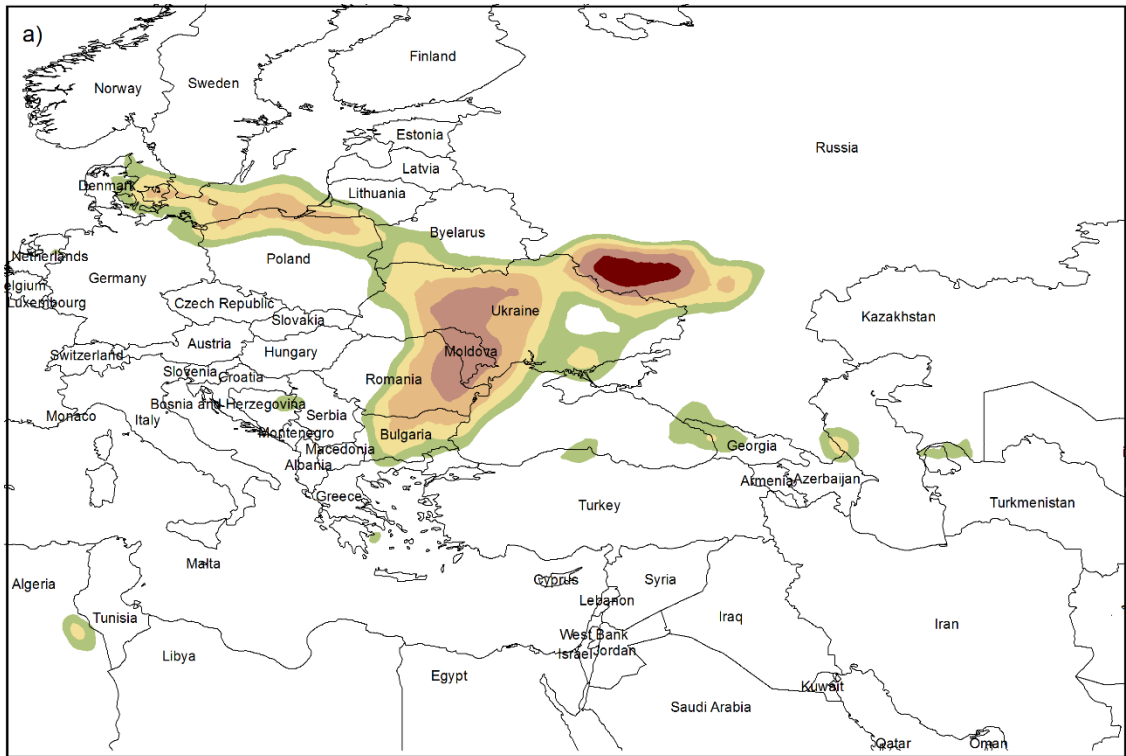 a)
Finland
Norway
Sweden
Estonia
Russia
Latvia
Denmark
Lithuania
Byelarus
Netherlands
Poland
Germany
elgium
Luxembourg
Czech Republic
Ukraine
Kazakhstan
Slovakia
Austria
Switzerland
Hungary
Moldova
Slovenia
Croatia
Romania
Bosnia and Herzegovina
Monaco
Italy
Serbia
Montenegro
Bulgaria
Macedonia
Georgia
Albania
Armenia
Azerbaijan
Greece
Turkey
Turkmenistan
Malta
Algeria
Cyprus
Syria
Lebanon
Tunisia
Iraq
Iran
West Bank
Israel
Jordan
Libya
Egypt
Kuwait
Saudi Arabia
Qatar
Oman